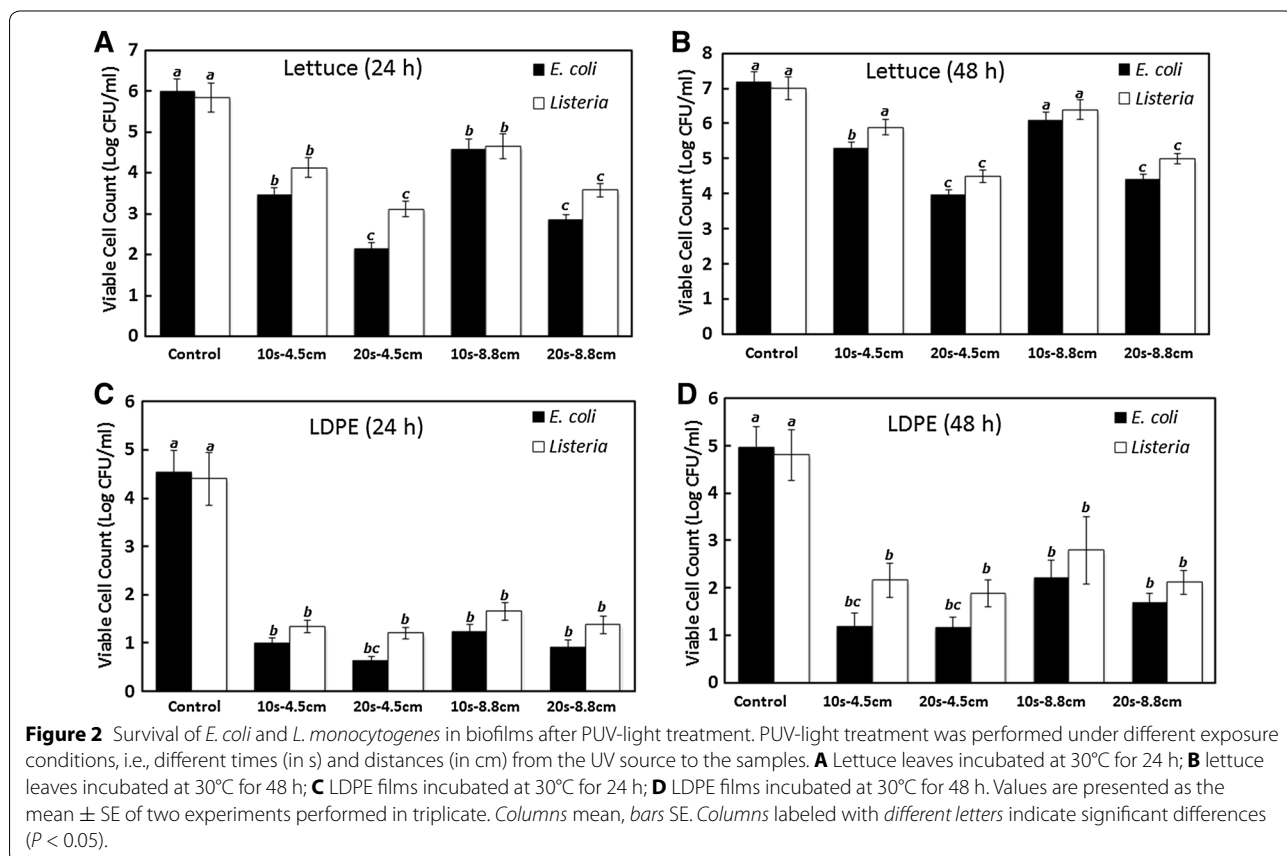 A
Lettuce (24 h)
E. coli
Listeria
Viable Cell Count (Log CFU/ml)
7
6
5
4
3
2
1
0
a a
b b
c c
b b
c c
Control 10s-4.5cm 20s-4.5cm 10s-8.8cm 20s-8.8cm
B
Lettuce (48 h)
E. coli
Listeria
Viable Cell Count (Log CFU/ml)
8
7
6
5
4
3
2
1
0
a a
b a
c c
a a
c c
Control 10s-4.5cm 20s-4.5cm 10s-8.8cm 20s-8.8cm
C
LDPE (24 h)
E. coli
Listeria
Viable Cell Count (Log CFU/ml)
6
5
4
3
2
1
0
a a
b b
bc b
b b
b b
Control 10s-4.5cm 20s-4.5cm 10s-8.8cm 20s-8.8cm
D
LDPE (48 h)
E. coli
Listeria
Viable Cell Count (Log CFU/ml)
6
5
4
3
2
1
0
a a
bc b
bc b
b b
b b
Control 10s-4.5cm 20s-4.5cm 10s-8.8cm 20s-8.8cm
Figure 2 Survival of E. coli and L. monocytogenes in biofilms after PUV-light treatment. PUV-light treatment was performed under different exposure
conditions, i.e., different times (in s) and distances (in cm) from the UV source to the samples. A Lettuce leaves incubated at 30°C for 24 h; B lettuce
leaves incubated at 30°C for 48 h; C LDPE films incubated at 30°C for 24 h; D LDPE films incubated at 30°C for 48 h. Values are presented as the
mean ± SE of two experiments performed in triplicate. Columns mean, bars SE. Columns labeled with different letters indicate significant differences
(P < 0.05).